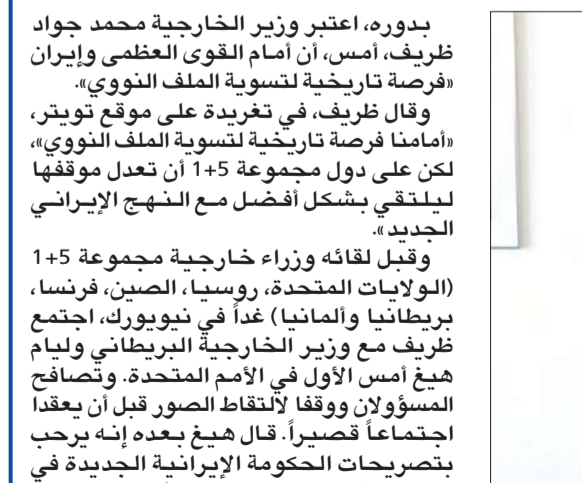 بدوره، اعتبر وزير الخارجية محمد جواد
ظريف، أمس، أن أمام القوى العظمى وإيران
«فرصة تاريخية لتسوية الملف النووي».
وقال ظريف، في تغريدة على موقع تويتر،
«أمامنا فرصة تاريخية لتسوية الملف النووي»،
لكن على دول مجموعة 5+1 أن تعدل موقفها
ليلتقي بشكل أفضل مع النهج الإيراني
الجديد».
وقبل لقائه وزراء خارجية مجموعة 5+1
(الولايات المتحدة، روسيا، الصين، فرنسا،
بريطانيا وألمانيا) غداً في نيويورك، اجتمع
ظريف مع وزير الخارجية البريطاني وليام
هيغ أمس الأول في الأمم المتحدة. وتصافح
المسؤولان ووقفا لالتقاط الصور قبل أن يعقدا
اجتماعاً قصيراً. قال هيغ بعده إنه يرحب
بتصريحات الحكومة الإيرانية الجديدة في